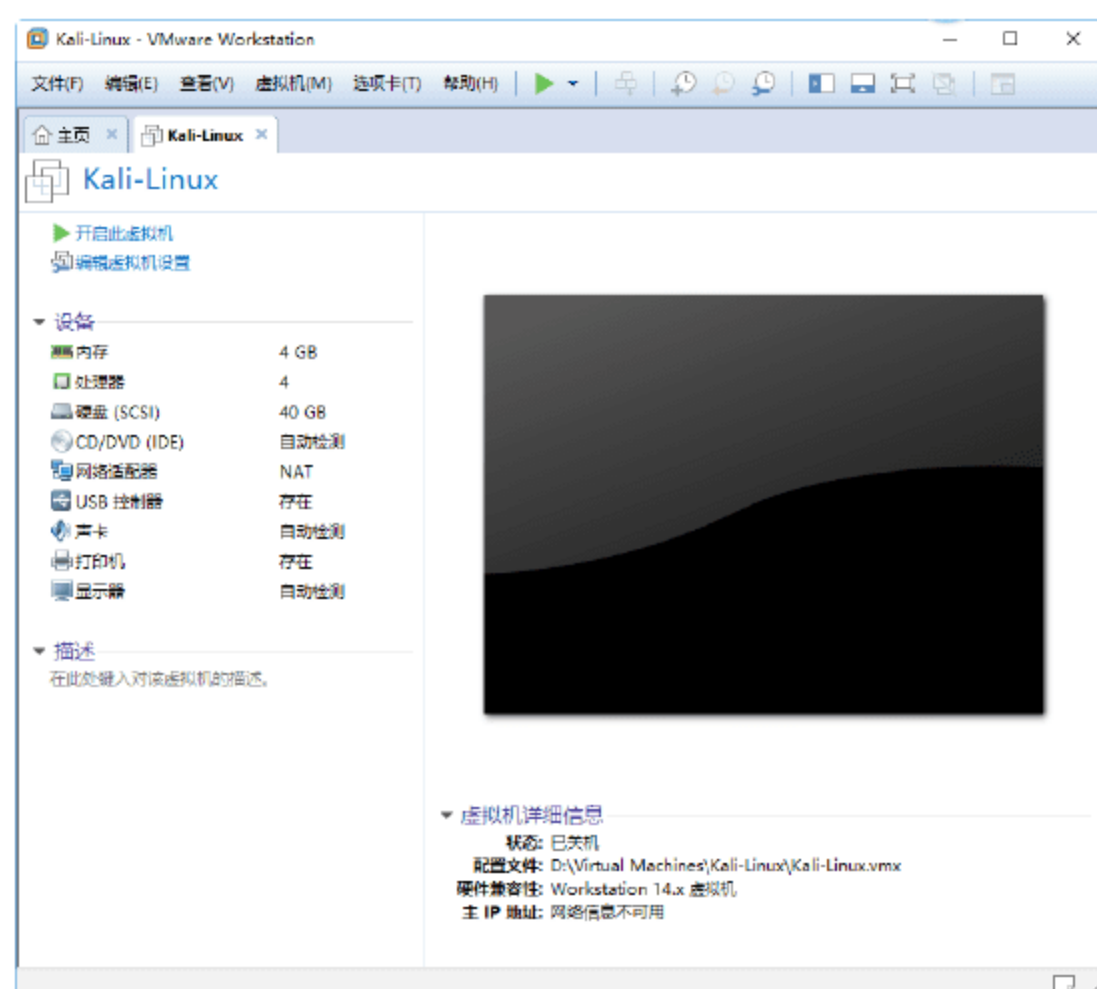 Kali-Linux - VMware Workstation
文件(F) 编辑(E) 查看(V) 虚拟机(M) 选项卡(T) 帮助(H)
主页 Kali-Linux
Kali-Linux
开启此虚拟机
编辑虚拟机设置
设备
内存 4 GB
处理器 4
硬盘 (SCSI) 40 GB
CD/DVD (IDE) 自动检测
网络适配器 NAT
USB 控制器 存在
声卡 自动检测
打印机 存在
显示器 自动检测
描述
在此处键入对该虚拟机的描述。
虚拟机详细信息
状态: 已关机
配置文件: D:\Virtual Machines\Kali-Linux\Kali-Linux.vmx
硬件兼容性: Workstation 14.x 虚拟机
主 IP 地址: 网络信息不可用